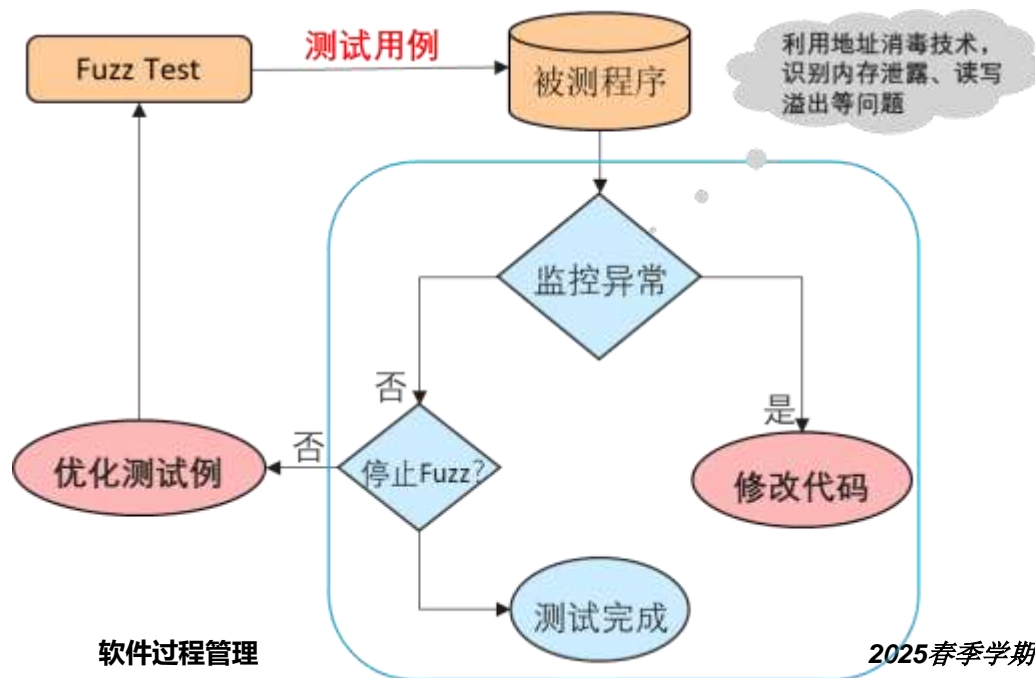 Fuzz Test
测试用例
被测程序
利用地址消毒技术，
识别内存泄露、读写
溢出等问题
监控异常
否
是
优化测试例
否
停止Fuzz?
修改代码
测试完成
软件过程管理
2025春季学期